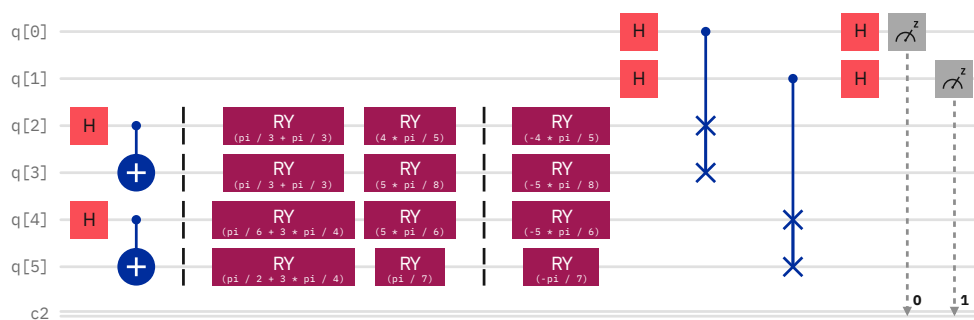 q[0] H H z
q[1] H H z
q[2] H RY (pi / 3 + pi / 3) RY (4 * pi / 5) RY (-4 * pi / 5)
q[3] RY (pi / 3 + pi / 3) RY (5 * pi / 8) RY (-5 * pi / 8)
q[4] H RY (pi / 6 + 3 * pi / 4) RY (5 * pi / 6) RY (-5 * pi / 6)
q[5] RY (pi / 2 + 3 * pi / 4) RY (pi / 7) RY (-pi / 7)
c2 0 1